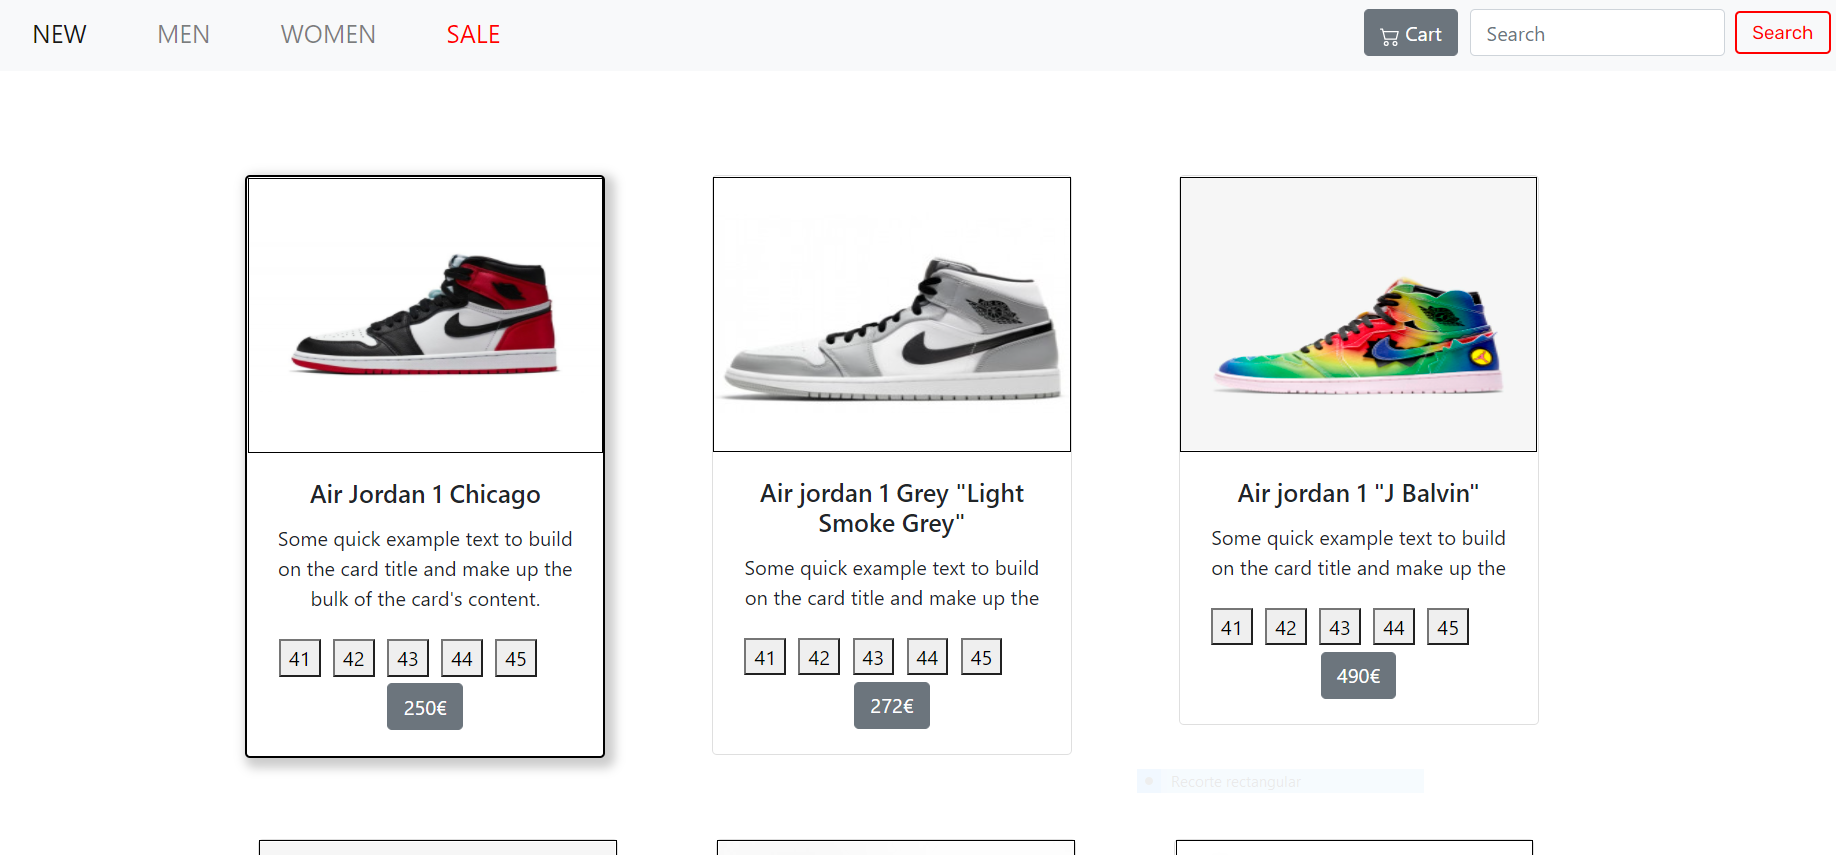 NEW MEN WOMEN SALE Cart Search Search
Air Jordan 1 Chicago
Some quick example text to build
on the card title and make up the
bulk of the card's content.
41 42 43 44 45
250€
Air jordan 1 Grey "Light
Smoke Grey"
Some quick example text to build
on the card title and make up the
41 42 43 44 45
272€
Air jordan 1 "J Balvin"
Some quick example text to build
on the card title and make up the
41 42 43 44 45
490€
Recorte rectangular